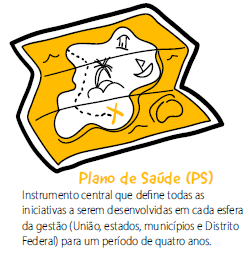 Plano de Saúde (PS)
Instrumento central que define todas as
iniciativas a serem desenvolvidas em cada esfera
da gestão (União, estados, municípios e Distrito
Federal) para um período de quatro anos.